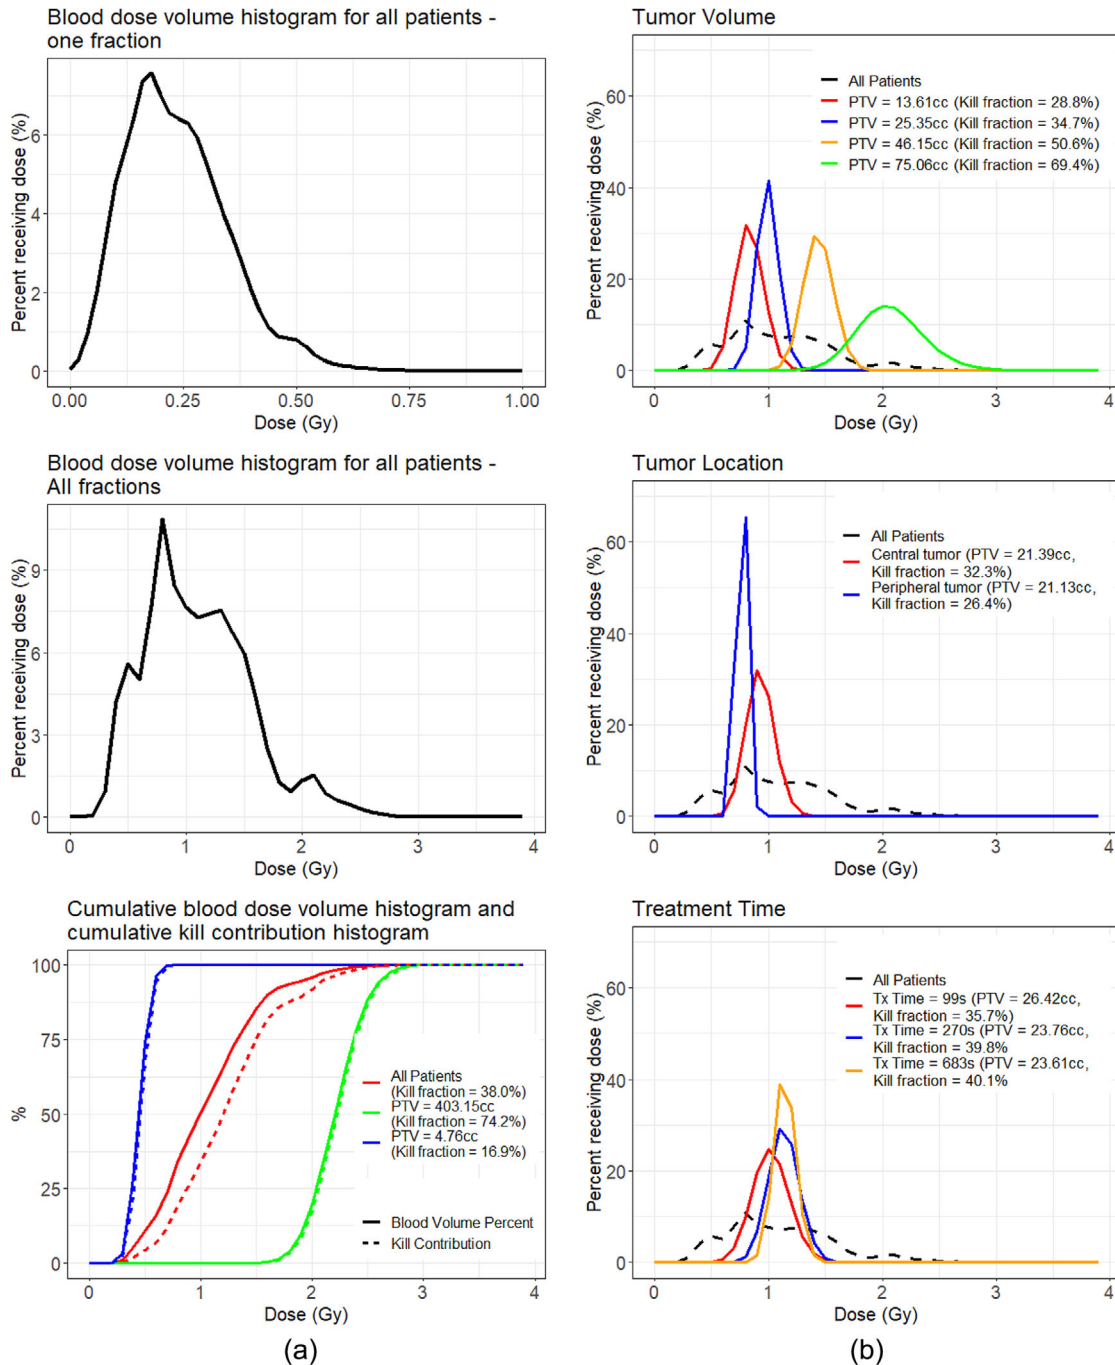 Blood dose volume histogram for all patients -
one fraction
Percent receiving dose (%)
6
4
2
0
0.00
0.25
0.50
0.75
1.00
Dose (Gy)
Blood dose volume histogram for all patients -
All fractions
Percent receiving dose (%)
9
6
3
0
0
1
2
3
4
Dose (Gy)
Cumulative blood dose volume histogram and
cumulative kill contribution histogram
%
100
75
50
25
0
All Patients
(Kill fraction = 38.0%)
PTV = 403.15cc
(Kill fraction = 74.2%)
PTV = 4.76cc
(Kill fraction = 16.9%)
Blood Volume Percent
Kill Contribution
0
1
2
3
4
Dose (Gy)
(a)
Tumor Volume
Percent receiving dose (%)
60
40
20
0
All Patients
PTV = 13.61cc (Kill fraction = 28.8%)
PTV = 25.35cc (Kill fraction = 34.7%)
PTV = 46.15cc (Kill fraction = 50.6%)
PTV = 75.06cc (Kill fraction = 69.4%)
0
1
2
3
4
Dose (Gy)
Tumor Location
Percent receiving dose (%)
60
40
20
0
All Patients
Central tumor (PTV = 21.39cc,
Kill fraction = 32.3%)
Peripheral tumor (PTV = 21.13cc,
Kill fraction = 26.4%)
0
1
2
3
4
Dose (Gy)
Treatment Time
Percent receiving dose (%)
60
40
20
0
All Patients
Tx Time = 99s (PTV = 26.42cc,
Kill fraction = 35.7%)
Tx Time = 270s (PTV = 23.76cc,
Kill fraction = 39.8%
Tx Time = 683s (PTV = 23.61cc,
Kill fraction = 40.1%
0
1
2
3
4
Dose (Gy)
(b)